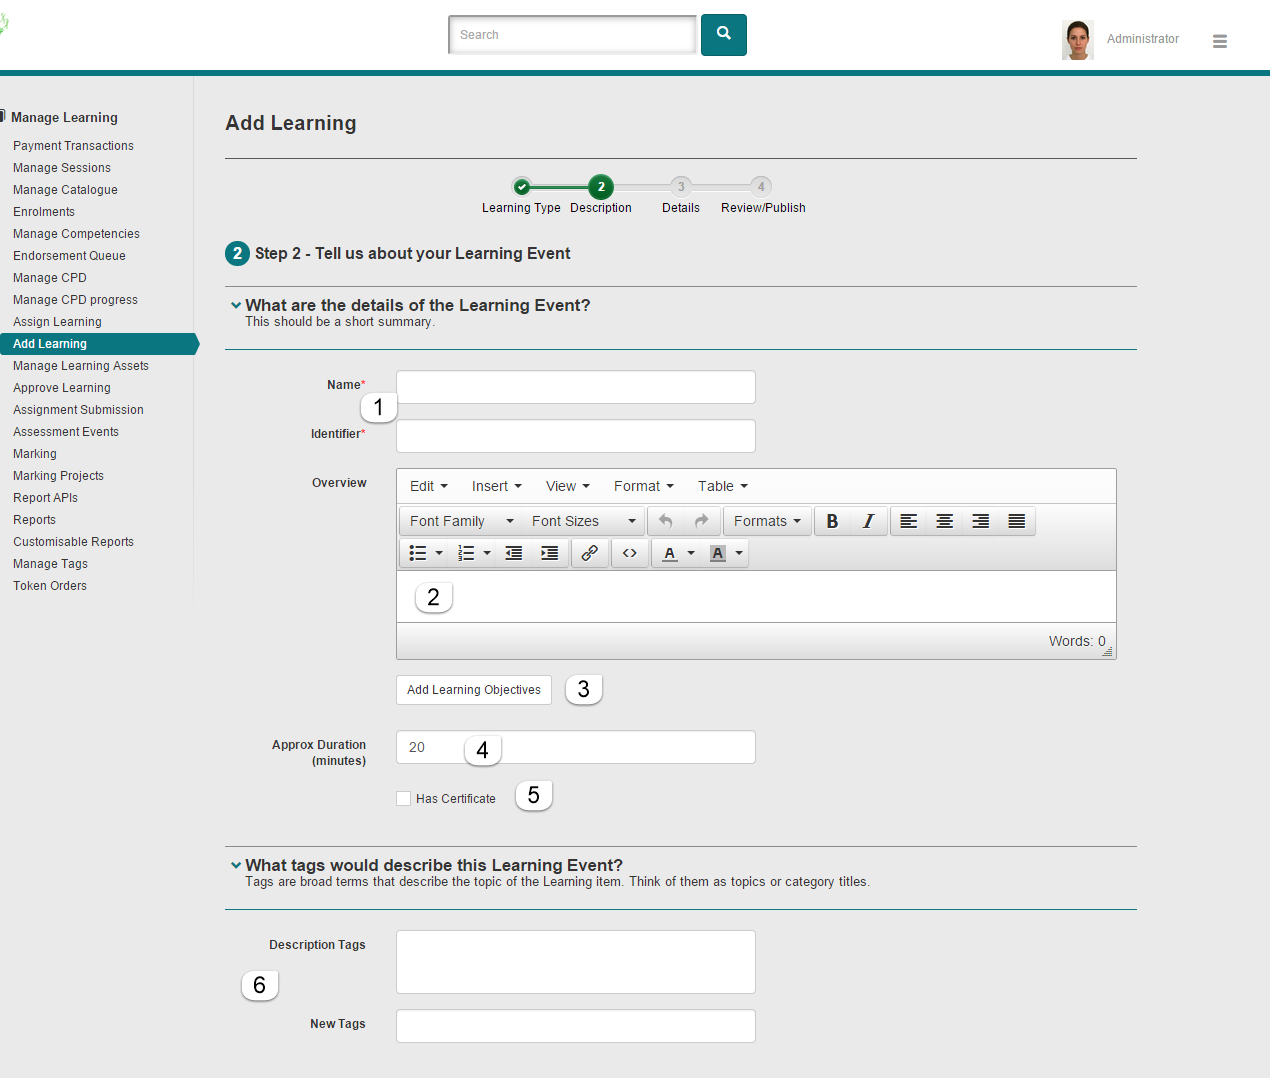 Search
Administrator
Manage Learning
Payment Transactions
Manage Sessions
Manage Catalogue
Enrolments
Manage Competencies
Endorsement Queue
Manage CPD
Manage CPD progress
Assign Learning
Add Learning
Manage Learning Assets
Approve Learning
Assignment Submission
Assessment Events
Marking
Marking Projects
Report APIs
Reports
Customisable Reports
Manage Tags
Token Orders
Add Learning
2 3 4
Learning Type Description Details Review/Publish
2 Step 2 - Tell us about your Learning Event
What are the details of the Learning Event?
This should be a short summary.
Name*
1
Identifier*
Overview
Edit Insert View Format Table
Font Family Font Sizes Formats B I
A A
2
Words: 0
Add Learning Objectives 3
Approx Duration
(minutes)
20 4
Has Certificate 5
What tags would describe this Learning Event?
Tags are broad terms that describe the topic of the Learning item. Think of them as topics or category titles.
Description Tags
6
New Tags